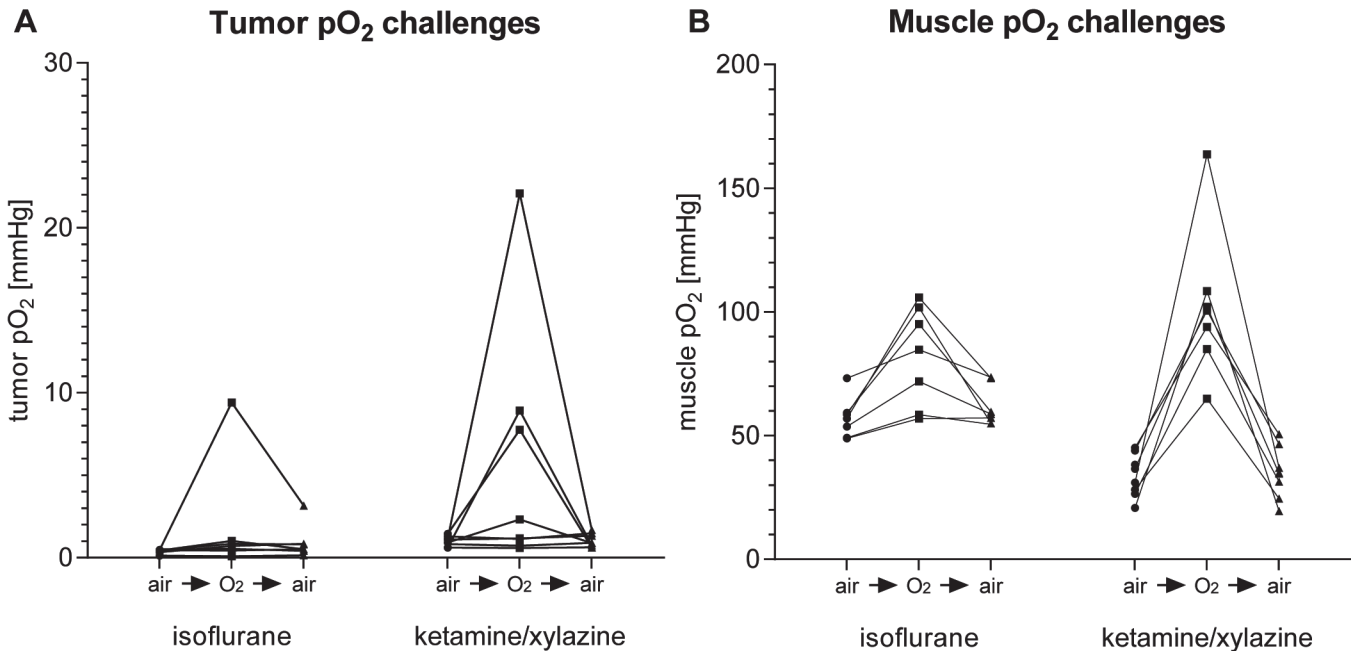 A Tumor pO₂ challenges
30
20
10
0
tumor pO₂ [mmHg]
air O₂ air air O₂ air
isoflurane ketamine/xylazine
B Muscle pO₂ challenges
200
150
100
50
0
muscle pO₂ [mmHg]
air O₂ air air O₂ air
isoflurane ketamine/xylazine